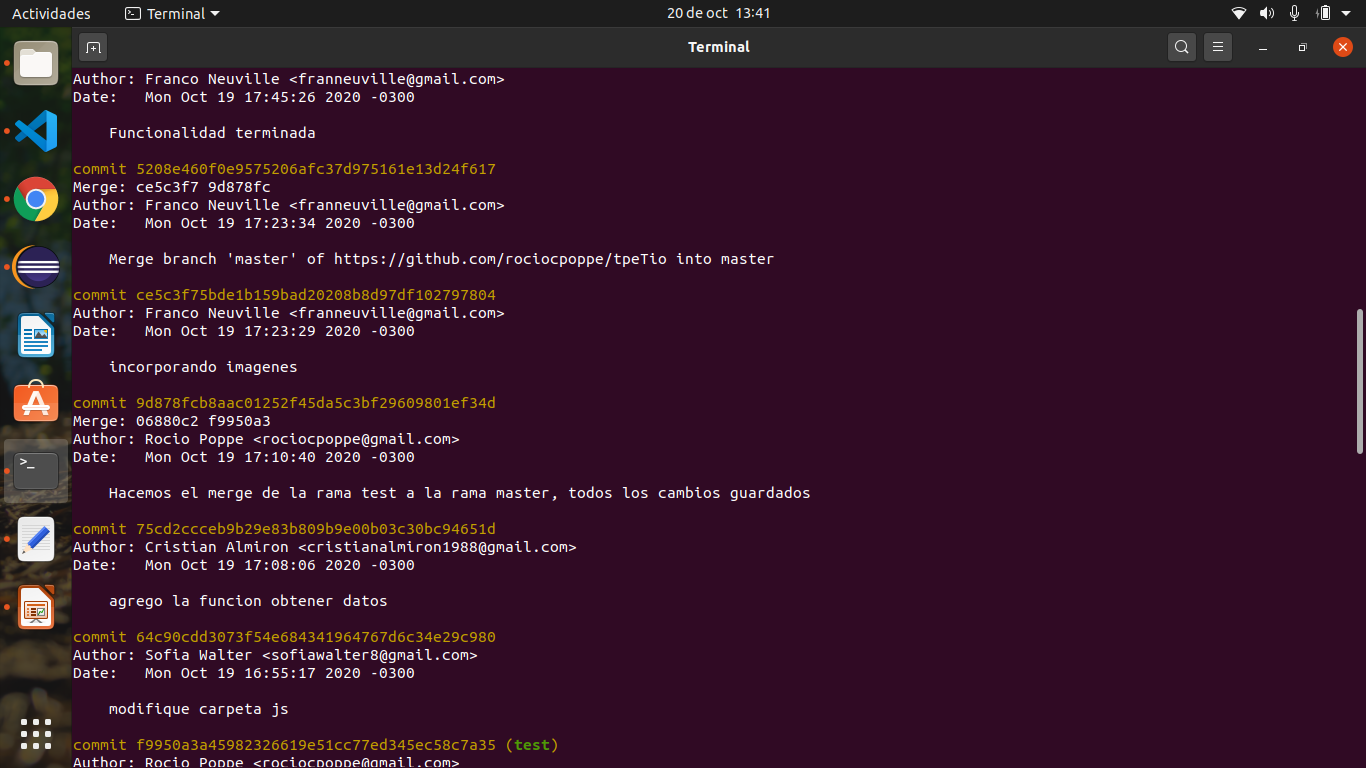 Actividades Terminal 20 de oct 13:41
Terminal
Author: Franco Neuville <franneuville@gmail.com>
Date:   Mon Oct 19 17:45:26 2020 -0300
    Funcionalidad terminada
commit 5208e460f0e9575206afc37d975161e13d24f617
Merge: ce5c3f7 9d878fc
Author: Franco Neuville <franneuville@gmail.com>
Date:   Mon Oct 19 17:23:34 2020 -0300
    Merge branch 'master' of https://github.com/rociocpoppe/tpeTio into master
commit ce5c3f75bde1b159bad20208b8d97df102797804
Author: Franco Neuville <franneuville@gmail.com>
Date:   Mon Oct 19 17:23:29 2020 -0300
    incorporando imagenes
commit 9d878fcb8aac01252f45da5c3bf29609801ef34d
Merge: 06880c2 f9950a3
Author: Rocio Poppe <rociocpoppe@gmail.com>
Date:   Mon Oct 19 17:10:40 2020 -0300
    Hacemos el merge de la rama test a la rama master, todos los cambios guardados
commit 75cd2ccceb9b29e83b809b9e00b03c30bc94651d
Author: Cristian Almiron <cristianalmiron1988@gmail.com>
Date:   Mon Oct 19 17:08:06 2020 -0300
    agrego la funcion obtener datos
commit 64c90cdd3073f54e684341964767d6c34e29c980
Author: Sofia Walter <sofiawalter8@gmail.com>
Date:   Mon Oct 19 16:55:17 2020 -0300
    modifique carpeta js
commit f9950a3a45982326619e51cc77ed345ec58c7a35 (test)
Author: Rocio Poppe <rociocpoppe@gmail.com>